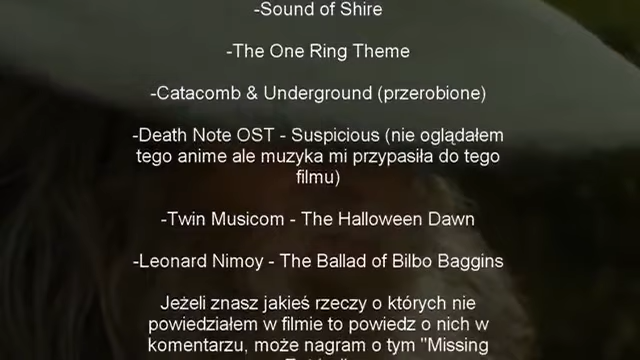 -Sound of Shire
-The One Ring Theme
-Catacomb & Underground (przerobione)
-Death Note OST - Suspicious (nie oglądałem
tego anime ale muzyka mi przypasiła do tego
filmu)
-Twin Musicom - The Halloween Dawn
-Leonard Nimoy - The Ballad of Bilbo Baggins
Jeżeli znasz jakieś rzeczy o których nie
powiedziałem w filmie to powiedz o nich w
komentarzu, może nagram o tym "Missing